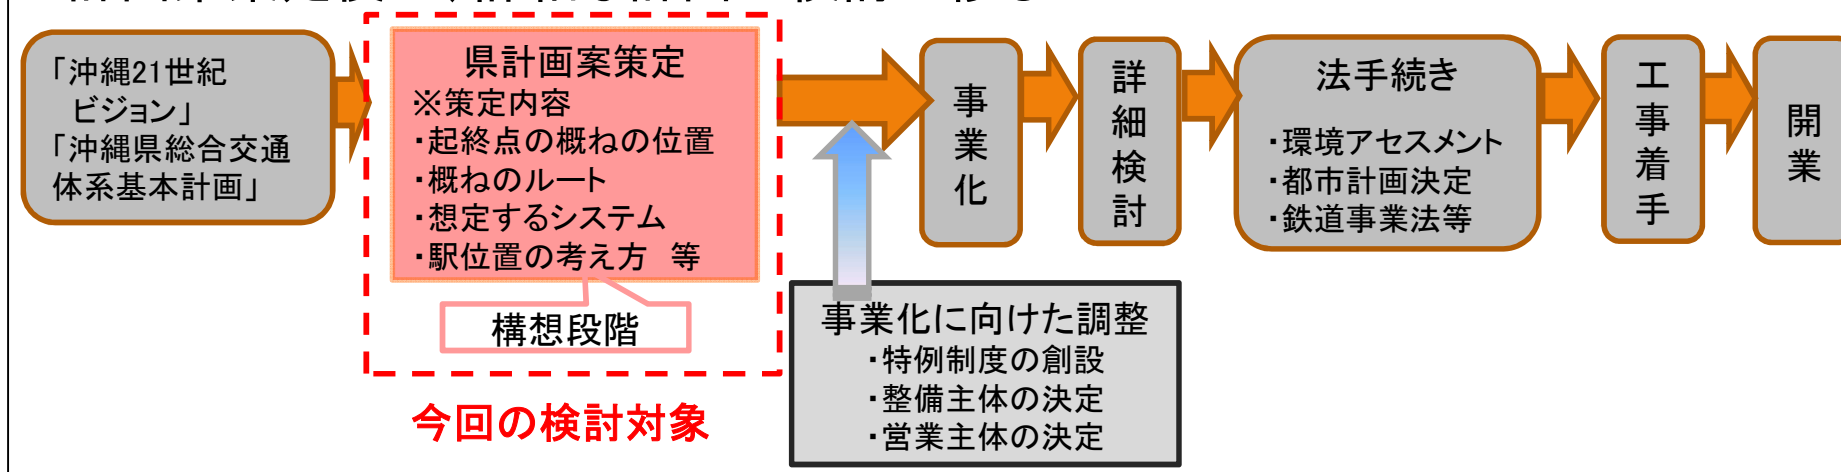 「沖縄21世紀
ビジョン」
「沖縄県総合交通
体系基本計画」
県計画案策定
※策定内容
・起終点の概ねの位置
・概ねのルート
・想定するシステム
・駅位置の考え方 等
構想段階
今回の検討対象
事業化に向けた調整
・特例制度の創設
・整備主体の決定
・営業主体の決定
事業化
詳細検討
法手続き
・環境アセスメント
・都市計画決定
・鉄道事業法等
工事着手
開業